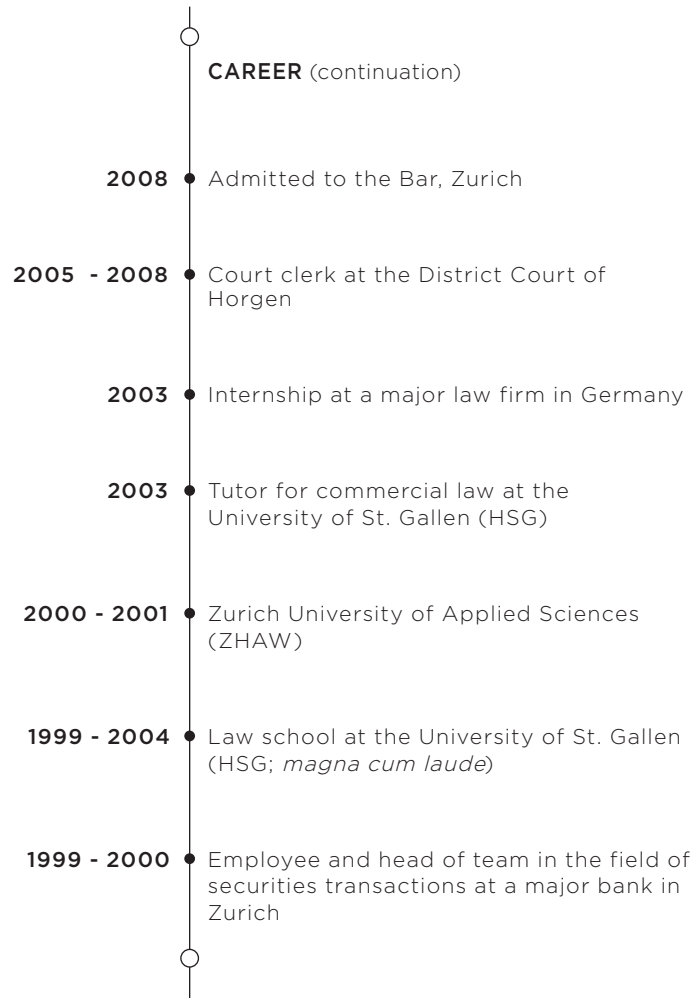 CAREER (continuation)
2008 Admitted to the Bar, Zurich
2005 - 2008 Court clerk at the District Court of
Horgen
2003 Internship at a major law firm in Germany
2003 Tutor for commercial law at the
University of St. Gallen (HSG)
2000 - 2001 Zurich University of Applied Sciences
(ZHAW)
1999 - 2004 Law school at the University of St. Gallen
(HSG; magna cum laude)
1999 - 2000 Employee and head of team in the field of
securities transactions at a major bank in
Zurich